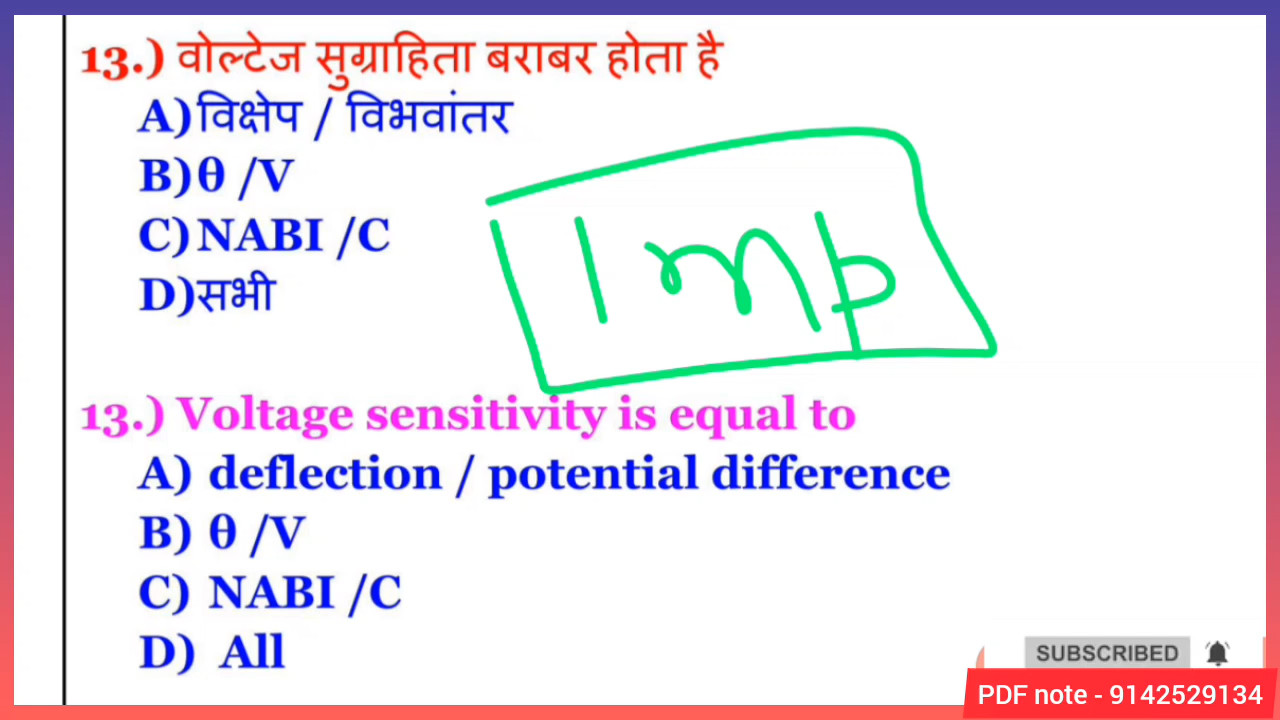 13.) वोल्टेज सुग्राहिता बराबर होता है
A)विक्षेप / विभवांतर
B)θ /V
C)NABI /C
D)सभी
Imp
13.) Voltage sensitivity is equal to
A) deflection / potential difference
B) θ /V
C) NABI /C
D) All
SUBSCRIBED
PDF note - 9142529134